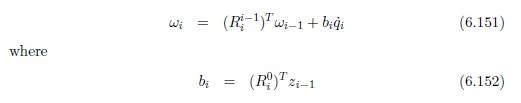 ω_i = (R_i^{i−1})^T ω_{i−1} + b_i q̇_i (6.151)
where
b_i = (R_i^0)^T z_{i−1} (6.152)